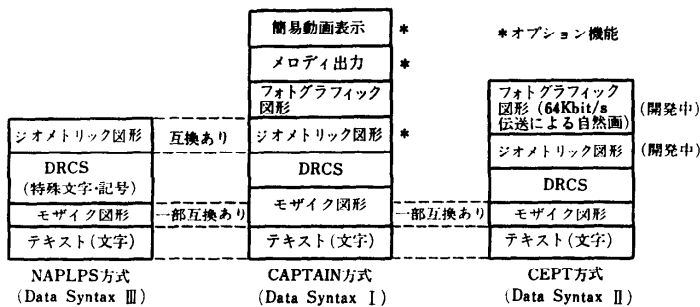 簡易動画表示 *
*オプション機能
メロディ出力 *
フォトグラフィック
図形
フォトグラフィック
図形(64Kbit/s
伝送による自然画)
(開発中)
ジオメトリック図形
互換あり
ジオメトリック図形 *
ジオメトリック図形
(開発中)
DRCS
(特殊文字・記号)
DRCS
DRCS
モザイク図形
一部互換あり
モザイク図形
一部互換あり
モザイク図形
テキスト(文字)
テキスト(文字)
テキスト(文字)
NAPLPS方式
(Data Syntax Ⅲ)
CAPTAIN方式
(Data Syntax Ⅰ)
CEPT方式
(Data Syntax Ⅱ)